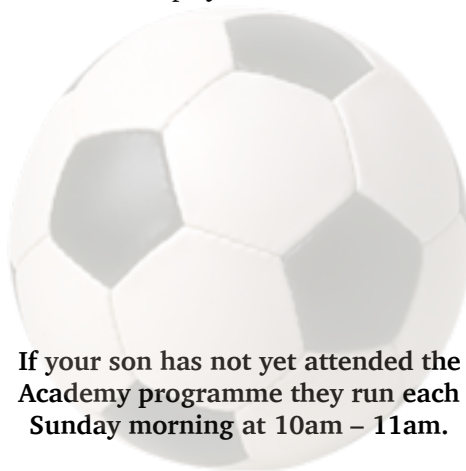 If your son has not yet attended the
Academy programme they run each
Sunday morning at 10am – 11am.